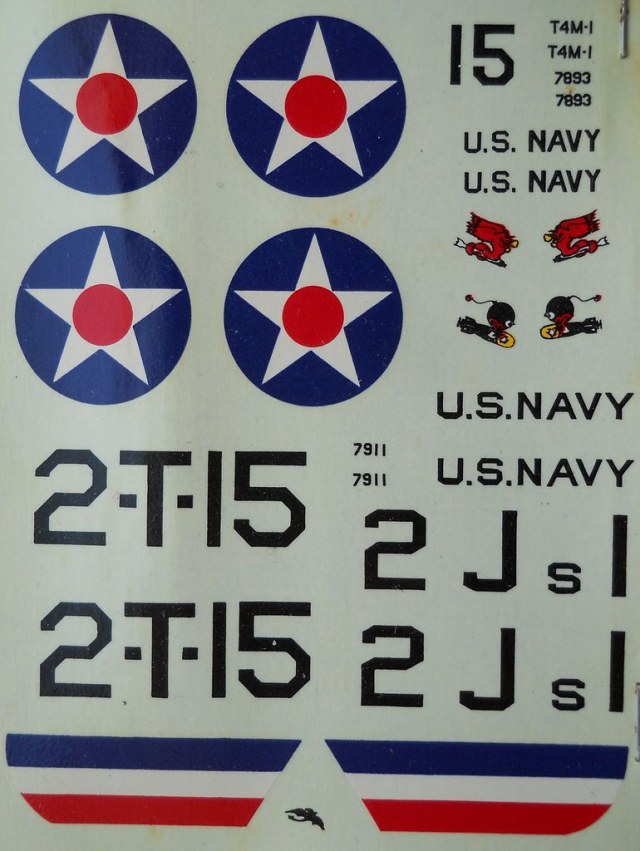 15
T4M-1
T4M-1
7893
7893
U.S. NAVY
U.S. NAVY
U.S.NAVY
7911
7911
U.S.NAVY
2-T-15
2 J s 1
2-T-15
2 J s 1